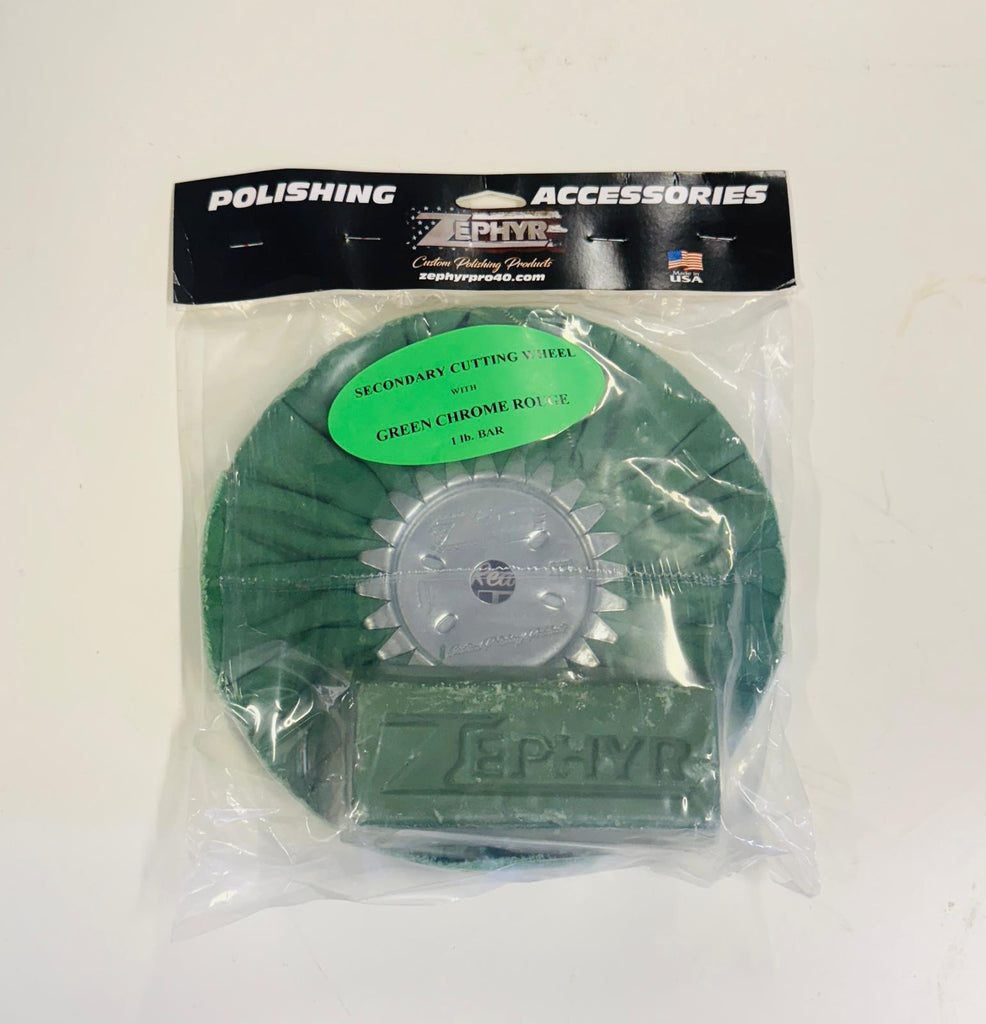 POLISHING ACCESSORIES
ZEPHYR
Custom Polishing Products
zephyrpro40.com
Made in
USA
SECONDARY CUTTING WHEEL
WITH
GREEN CHROME ROUGE
1 lb. BAR
ZEPHYR